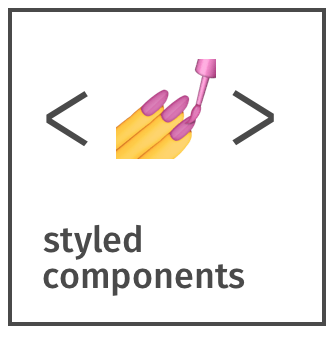 < >
styled
components